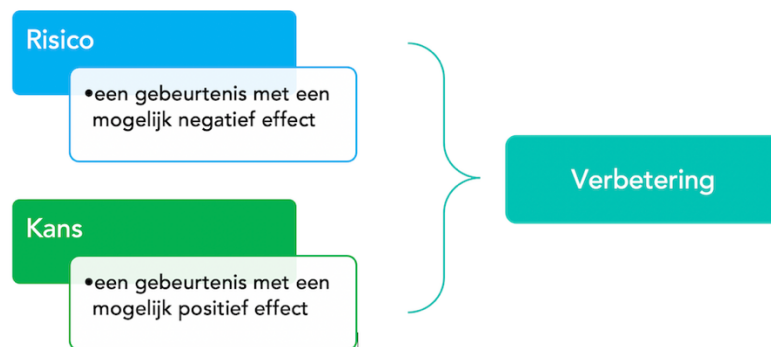 Risico
•een gebeurtenis met een
mogelijk negatief effect
Verbetering
Kans
•een gebeurtenis met een
mogelijk positief effect